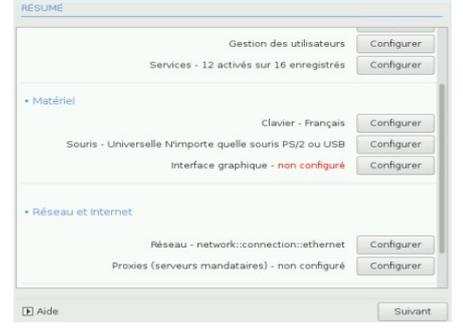 RÉSUMÉ
Gestion des utilisateurs Configurer
Services - 12 activés sur 16 enregistrés Configurer
• Matériel
Clavier - Français Configurer
Souris - Universelle N'importe quelle souris PS/2 ou USB Configurer
Interface graphique - non configuré Configurer
• Réseau et Internet
Réseau - network::connection::ethernet Configurer
Proxies (serveurs mandataires) - non configuré Configurer
Aide Suivant